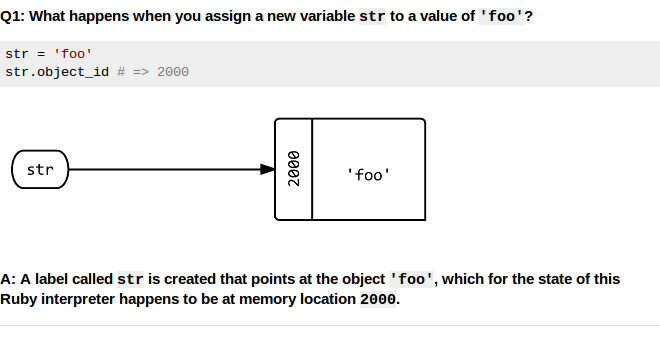 Q1: What happens when you assign a new variable str to a value of 'foo'?
str = 'foo'
str.object_id # => 2000
str
2000
'foo'
A: A label called str is created that points at the object 'foo', which for the state of this
Ruby interpreter happens to be at memory location 2000.